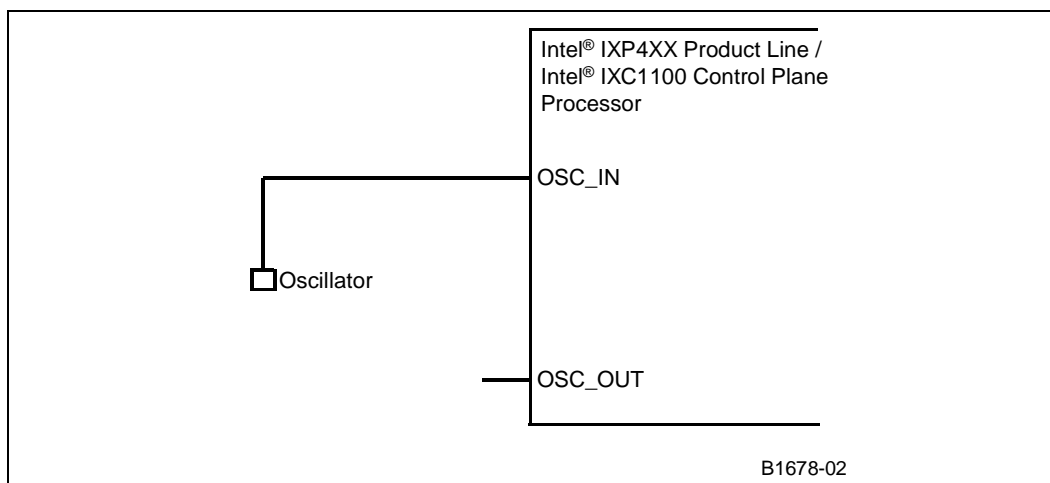 Intel® IXP4XX Product Line /
Intel® IXC1100 Control Plane
Processor
OSC_IN
Oscillator
OSC_OUT
B1678-02